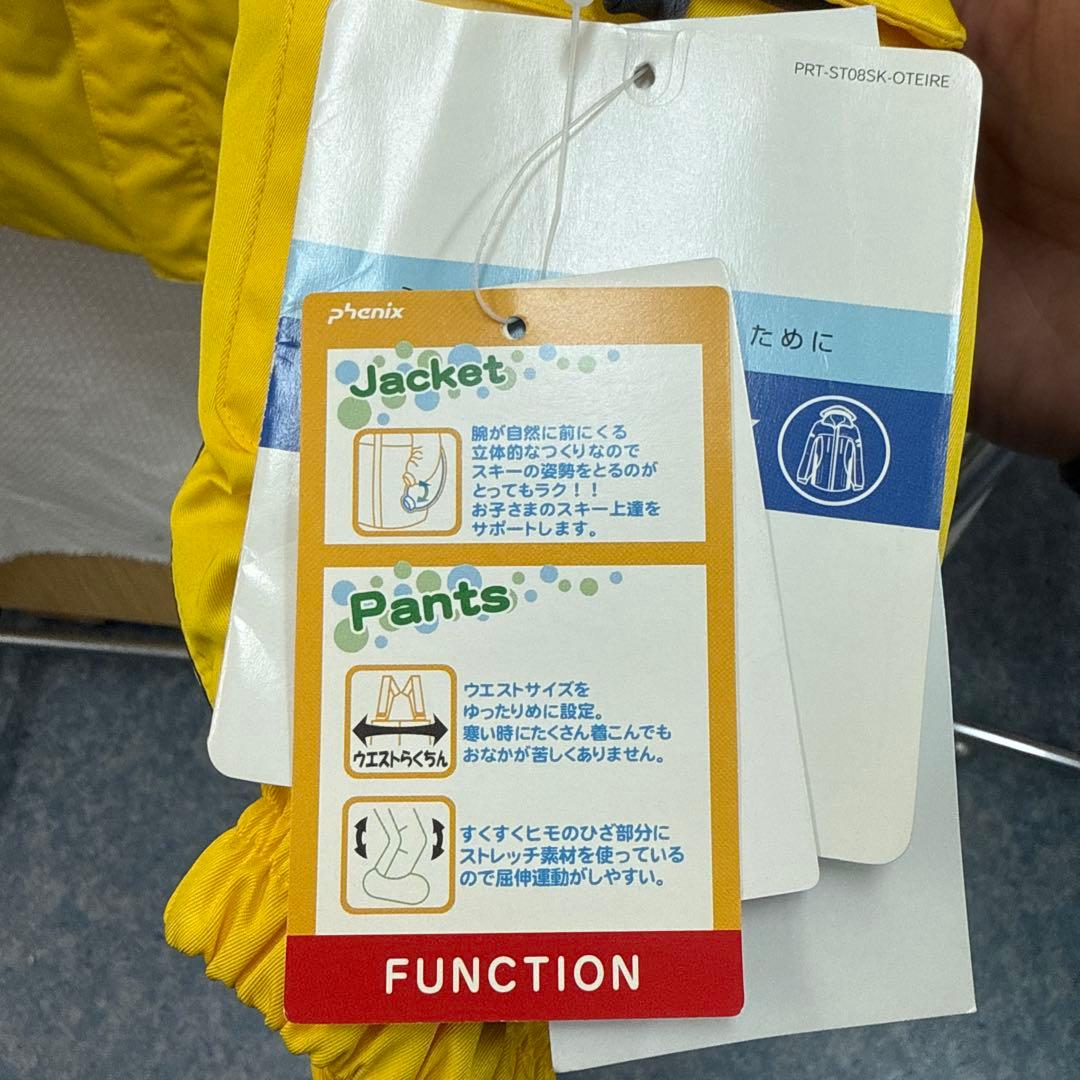 PRT-ST08SK-OTEIRE
ために
phenix
Jacket
腕が自然に前にくる
立体的なつくりなので
スキーの姿勢をとるのが
とってもラク！！
お子さまのスキー上達を
サポートします。
Pants
ウエストらくちん
ウエストサイズを
ゆったりめに設定。
寒い時にたくさん着こんでも
おなかが苦しくありません。
すくすくヒモのひざ部分に
ストレッチ素材を使っている
ので屈伸運動がしやすい。
FUNCTION